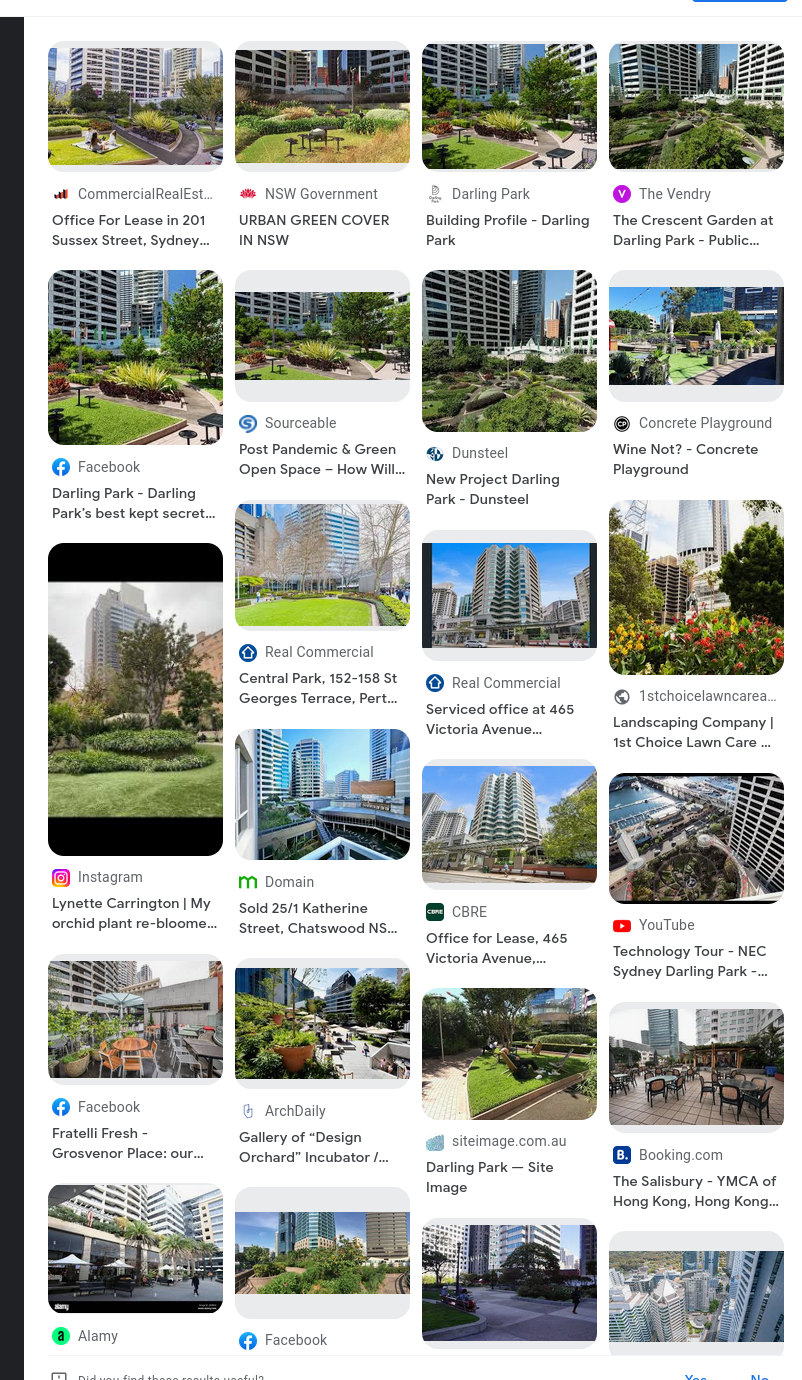 CommercialRealEst...
Office For Lease in 201
Sussex Street, Sydney...
NSW Government
URBAN GREEN COVER
IN NSW
Darling Park
Building Profile - Darling
Park
The Vendry
The Crescent Garden at
Darling Park - Public...
Facebook
Darling Park - Darling
Park's best kept secret...
Sourceable
Post Pandemic & Green
Open Space – How Will...
Dunsteel
New Project Darling
Park - Dunsteel
Concrete Playground
Wine Not? - Concrete
Playground
Instagram
Lynette Carrington | My
orchid plant re-bloome...
Real Commercial
Central Park, 152-158 St
Georges Terrace, Pert...
Real Commercial
Serviced office at 465
Victoria Avenue...
1stchoicelawncarea...
Landscaping Company |
1st Choice Lawn Care ...
Domain
Sold 25/1 Katherine
Street, Chatswood NS...
CBRE
CBRE
Office for Lease, 465
Victoria Avenue,...
YouTube
Technology Tour - NEC
Sydney Darling Park -...
Facebook
Fratelli Fresh -
Grosvenor Place: our...
ArchDaily
Gallery of “Design
Orchard” Incubator /...
siteimage.com.au
Darling Park — Site
Image
B.
Booking.com
The Salisbury - YMCA of
Hong Kong, Hong Kong...
alamy
a
Alamy
Facebook
Did you find these results useful?
Yes
No